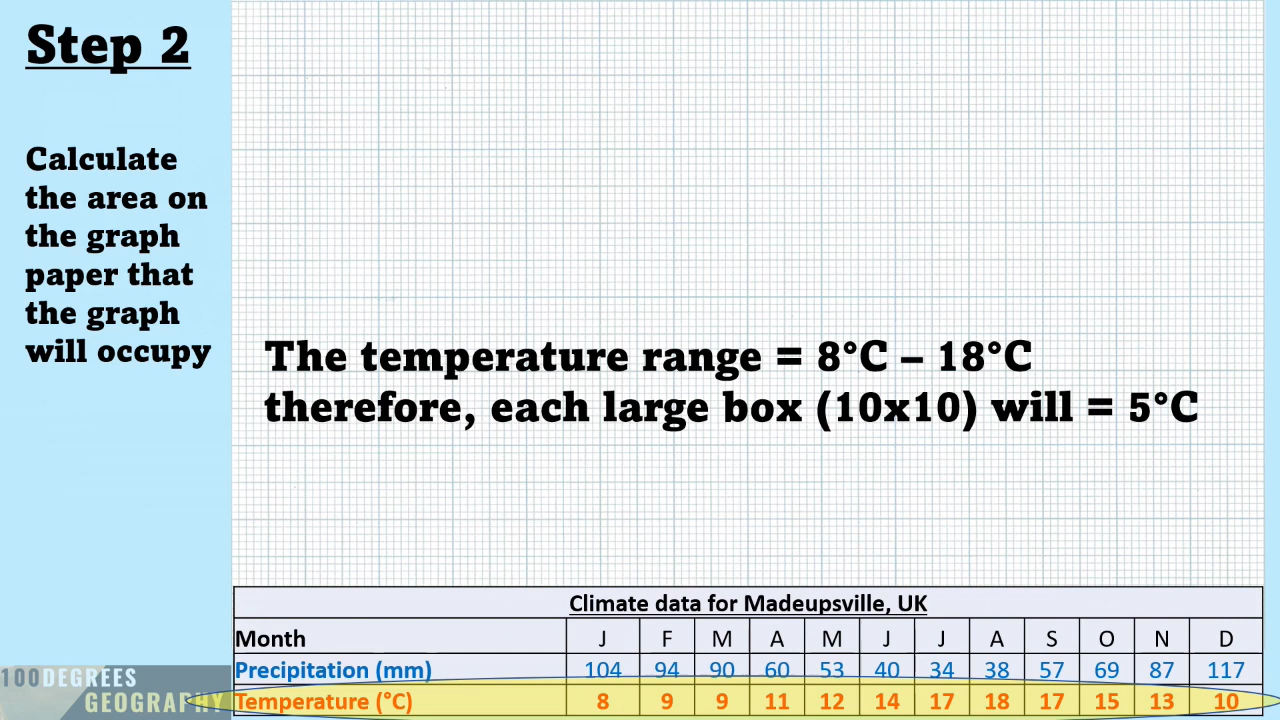 Step 2
Calculate
the area on
the graph
paper that
the graph
will occupy
The temperature range = 8°C – 18°C
therefore, each large box (10x10) will = 5°C
Climate data for Madeupsville, UK
Month J F M A M J J A S O N D
Precipitation (mm) 104 94 90 60 53 40 34 38 57 69 87 117
Temperature (°C) 8 9 9 11 12 14 17 18 17 15 13 10
100DEGREES
GEOGRAPHY